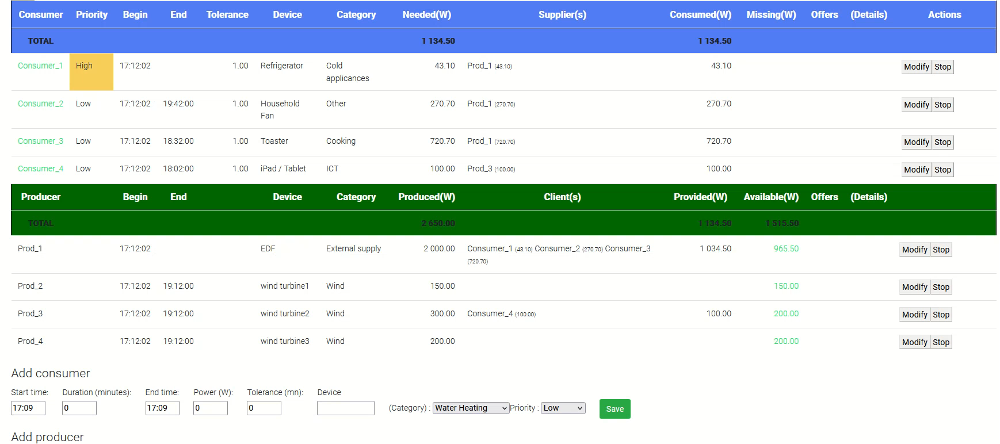 Consumer Priority Begin End Tolerance Device Category Needed(W) Supplier(s) Consumed(W) Missing(W) Offers (Details) Actions
TOTAL 1 134.50 1 134.50
Consumer_1 High 17:12:02 1.00 Refrigerator Cold 43.10 Prod_1 (43.10) 43.10 Modify Stop
applicances
Consumer_2 Low 17:12:02 19:42:00 1.00 Household Other 270.70 Prod_1 (270.70) 270.70 Modify Stop
Fan
Consumer_3 Low 17:12:02 18:32:00 1.00 Toaster Cooking 720.70 Prod_1 (720.70) 720.70 Modify Stop
Consumer_4 Low 17:12:02 18:02:00 1.00 iPad / Tablet ICT 100.00 Prod_3 (100.00) 100.00 Modify Stop
Producer Begin End Device Category Produced(W) Client(s) Provided(W) Available(W) Offers (Details)
TOTAL 2 650.00 1 134.50 1 515.50
Prod_1 17:12:02 EDF External supply 2 000.00 Consumer_1 (43.10) Consumer_2 (270.70) Consumer_3 1 034.50 965.50 Modify Stop
(720.70)
Prod_2 17:12:02 19:12:00 wind turbine1 Wind 150.00 150.00 Modify Stop
Prod_3 17:12:02 19:12:00 wind turbine2 Wind 300.00 Consumer_4 (100.00) 100.00 200.00 Modify Stop
Prod_4 17:12:02 19:12:00 wind turbine3 Wind 200.00 200.00 Modify Stop
Add consumer
Start time: Duration (minutes): End time: Power (W): Tolerance (mn): Device
17:09 0 17:09 0 0 (Category) : Water Heating Priority : Low Save
Add producer